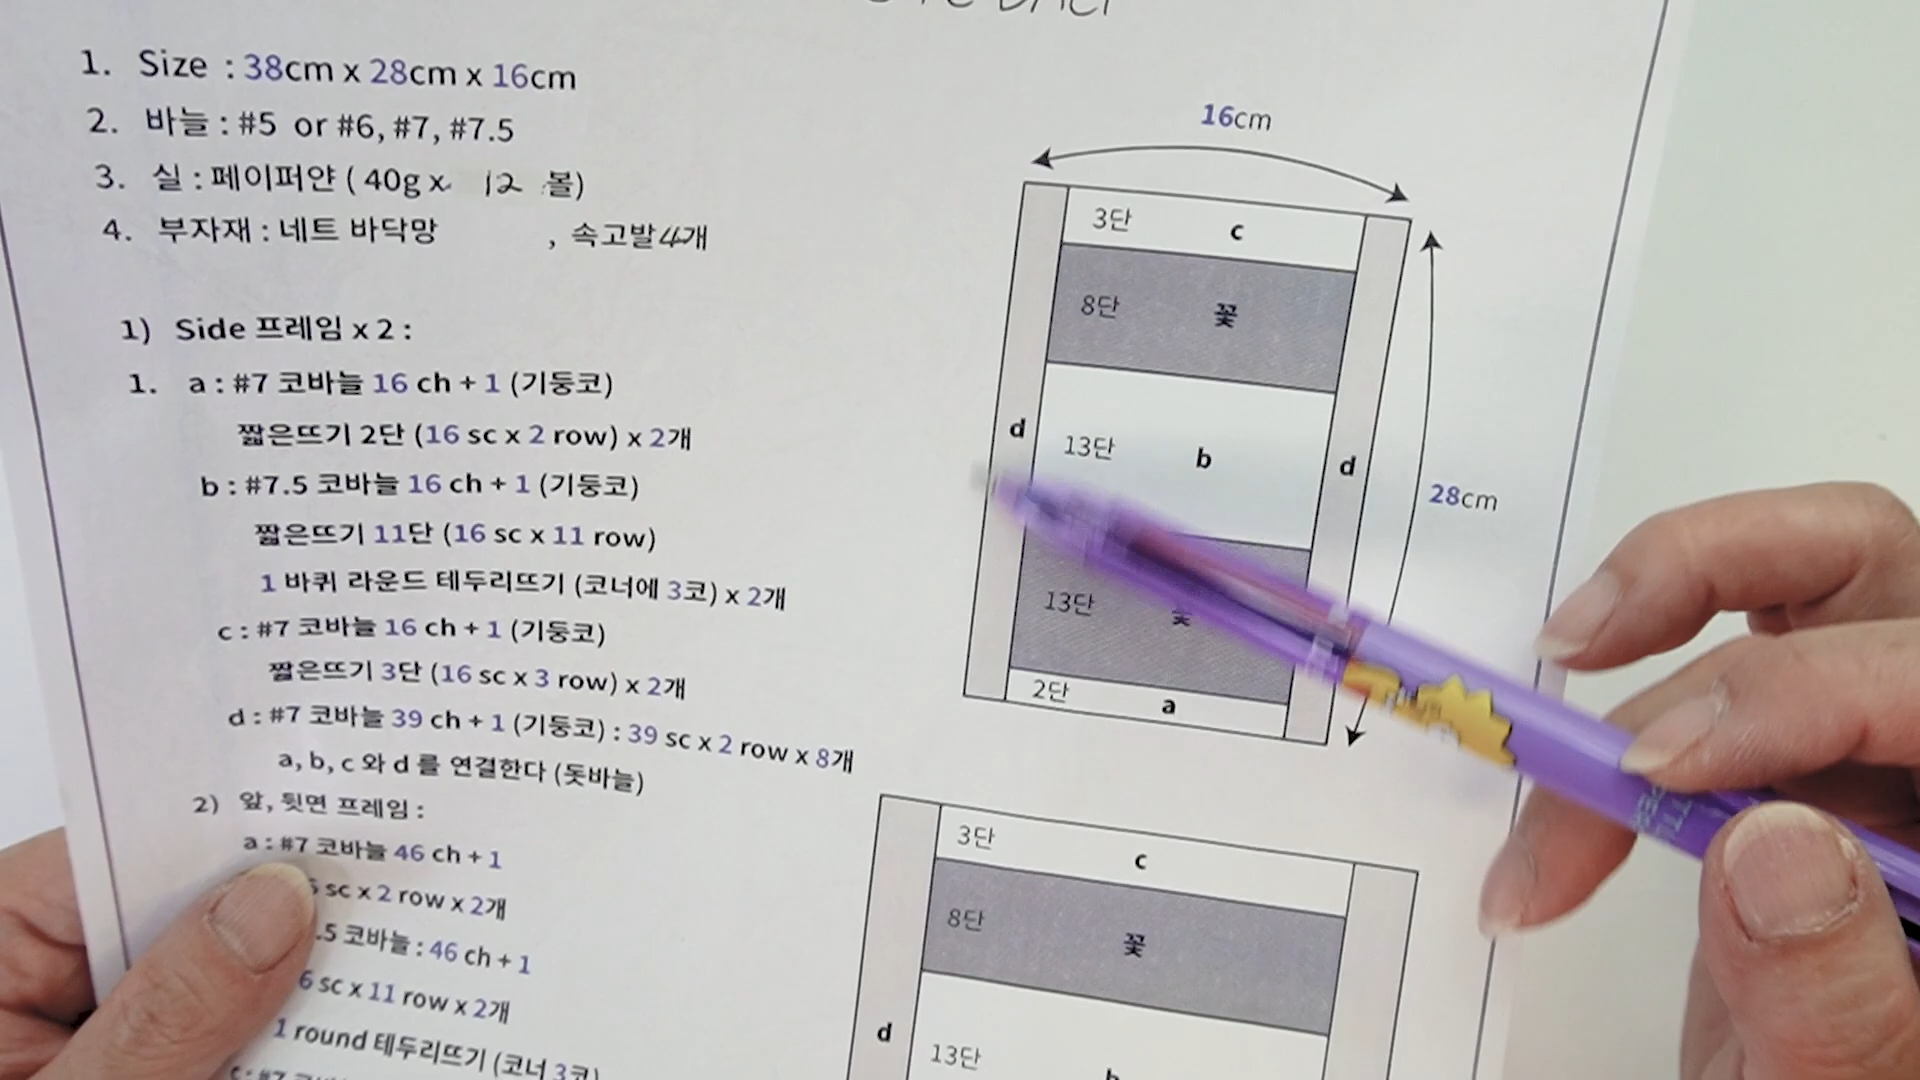 1. Size : 38cm x 28cm x 16cm
2. 바늘 : #5 or #6, #7, #7.5
3. 실 : 페이퍼얀 ( 40g x 12 볼)
4. 부자재 : 네트 바닥망 , 속고발4개
1) Side 프레임 x 2 :
1. a : #7 코바늘 16 ch + 1 (기둥코)
짧은뜨기 2단 (16 sc x 2 row) x 2개
b : #7.5 코바늘 16 ch + 1 (기둥코)
짧은뜨기 11단 (16 sc x 11 row)
1 바퀴 라운드 테두리뜨기 (코너에 3코) x 2개
c : #7 코바늘 16 ch + 1 (기둥코)
짧은뜨기 3단 (16 sc x 3 row) x 2개
d : #7 코바늘 39 ch + 1 (기둥코) : 39 sc x 2 row x 8개
a, b, c 와 d 를 연결한다 (돗바늘)
2) 앞, 뒷면 프레임 :
a : #7 코바늘 46 ch + 1
sc x 2 row x 2개
.5 코바늘 : 46 ch + 1
6 sc x 11 row x 2개
1 round 테두리뜨기 (코너 3코)
16cm
3단 c
8단 꽃
d 13단 b d
28cm
13단 꽃
2단 a
3단 c
8단 꽃
d 13단